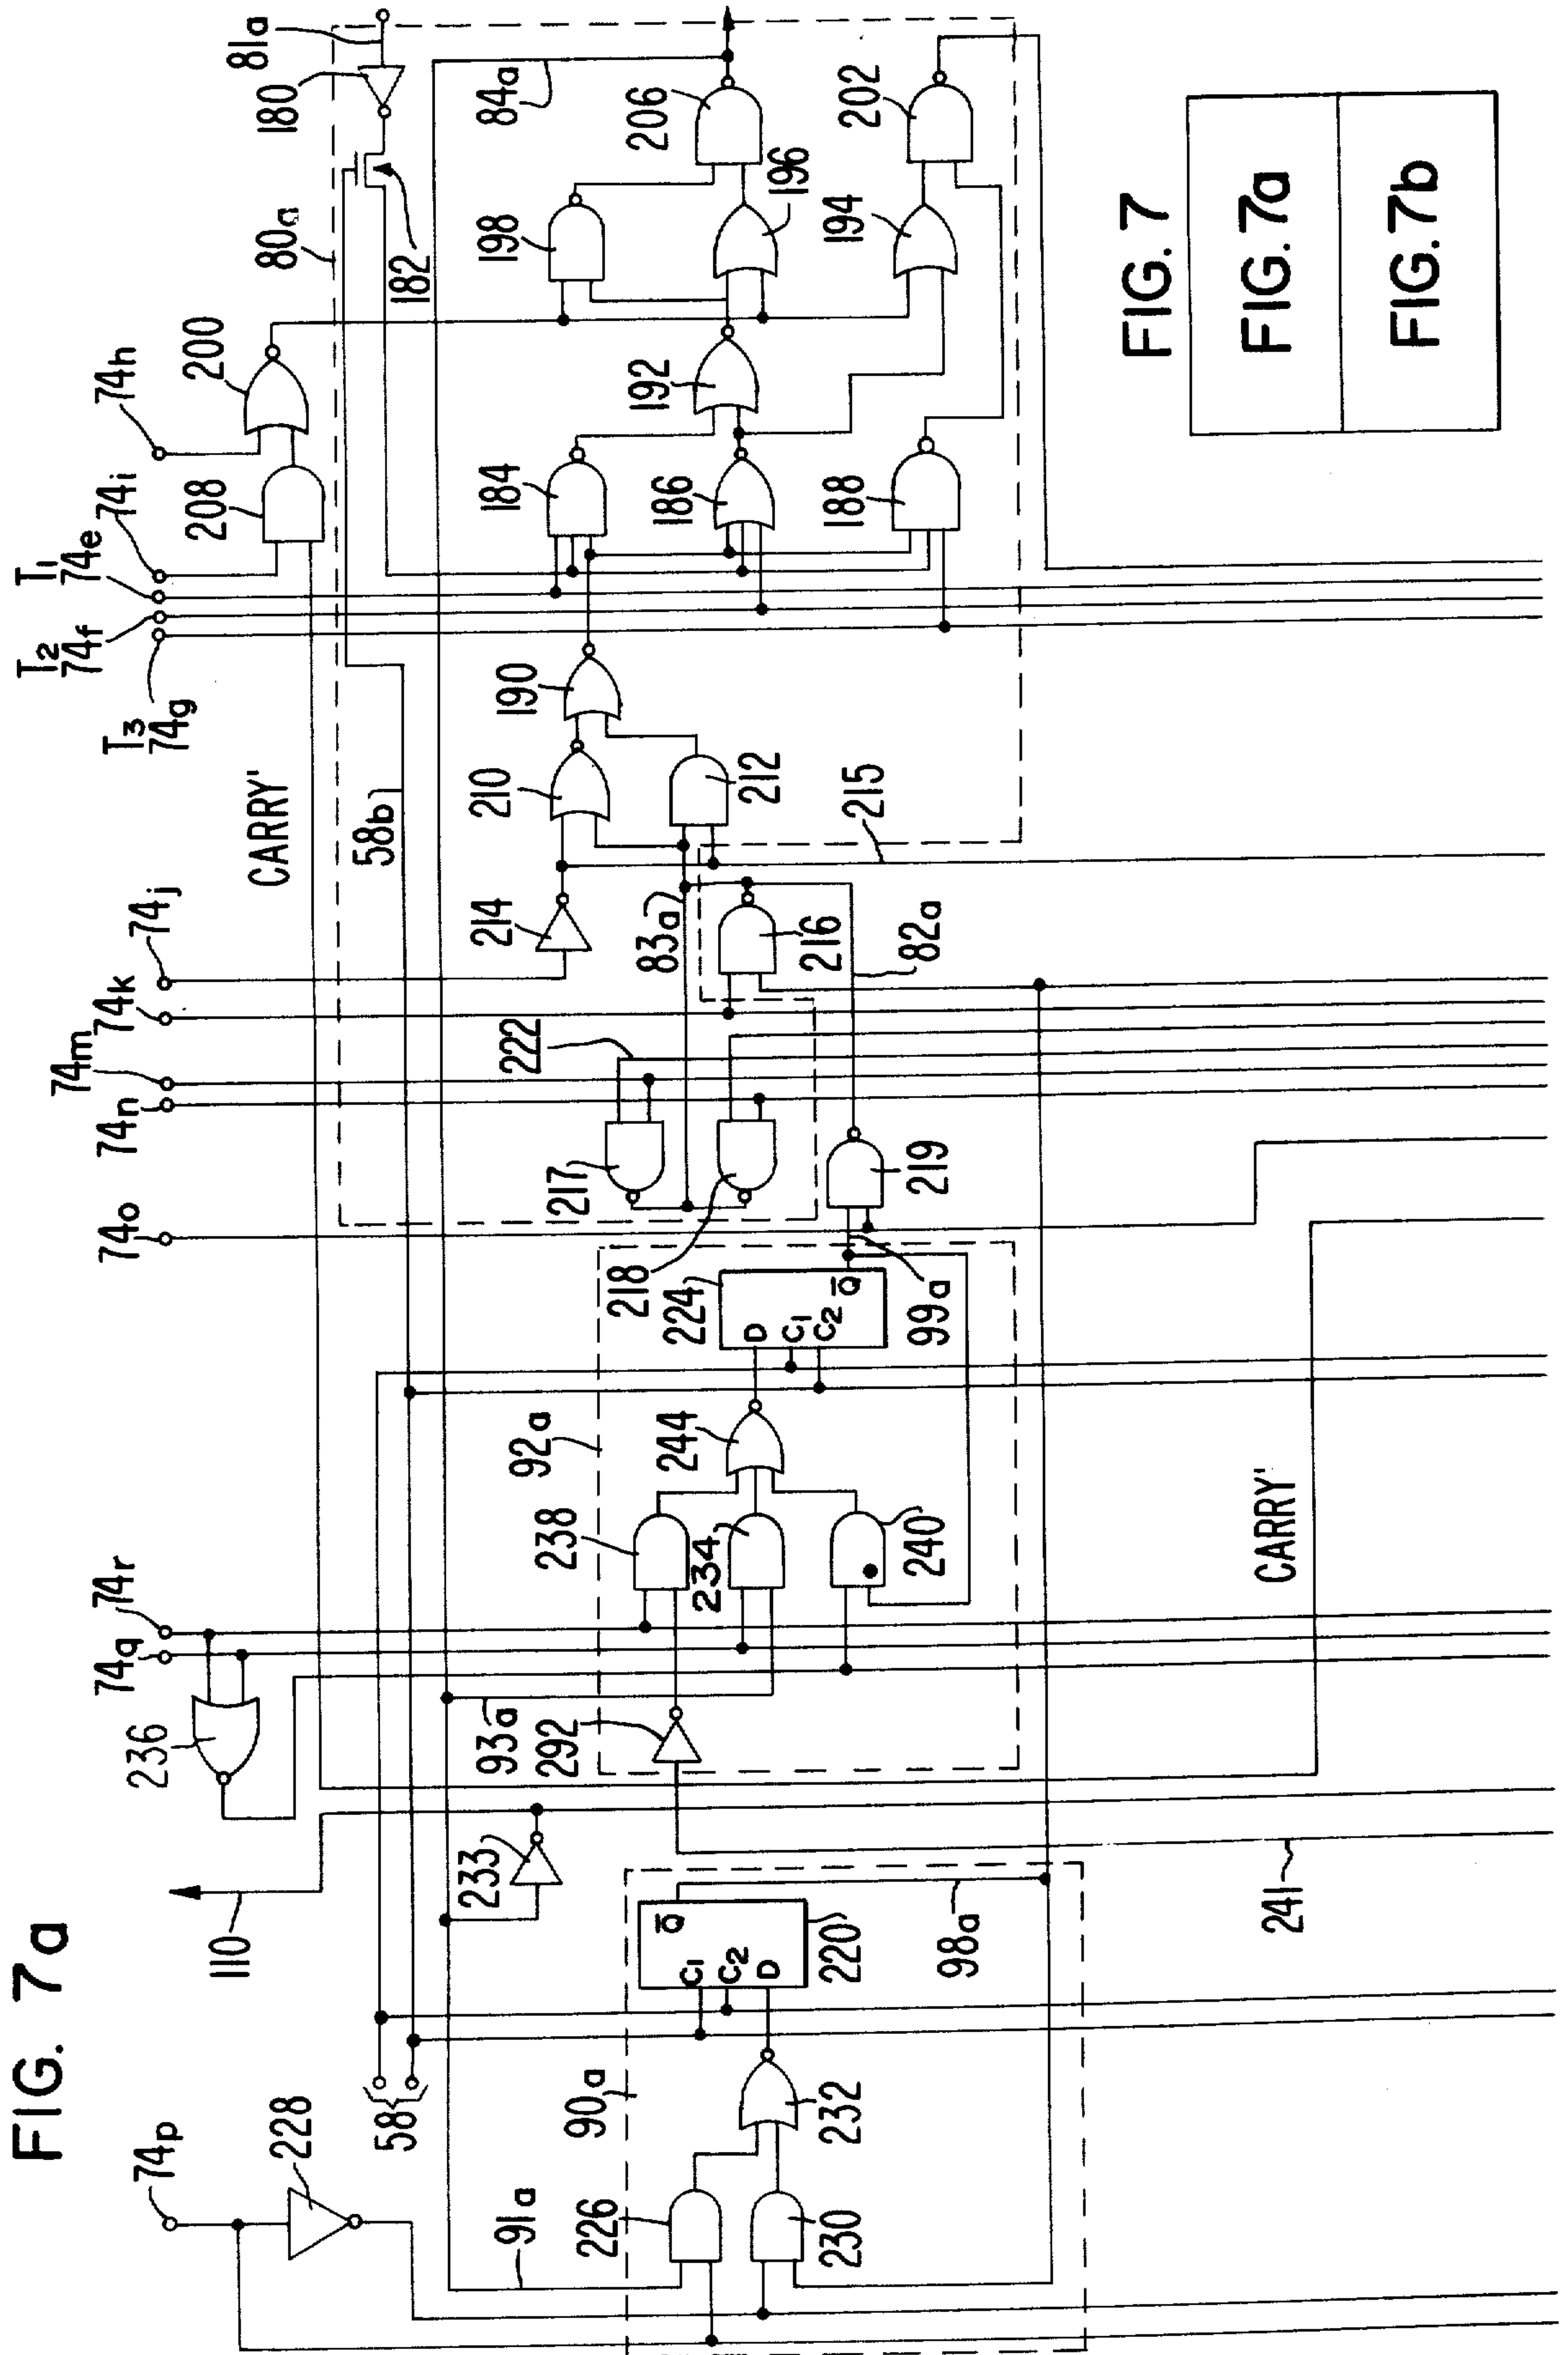 FIG. 7a
74p
228
58
110
236
74q
74r
CARRY'
74o
74n
74m
74k
74j
T3
74g
T2
74f
T1
74e
74i
208
74h
200
80a
180
81a
182
58b
91a
90a
226
230
232
C1
C2
D
Q̅
220
98a
233
93a
292
241
92a
238
234
240
244
224
D
C1
C2
Q̅
99a
CARRY'
218
217
219
222
83a
216
82a
214
210
212
215
190
184
186
188
192
198
196
194
84a
206
202
FIG. 7
FIG. 7a
FIG. 7b